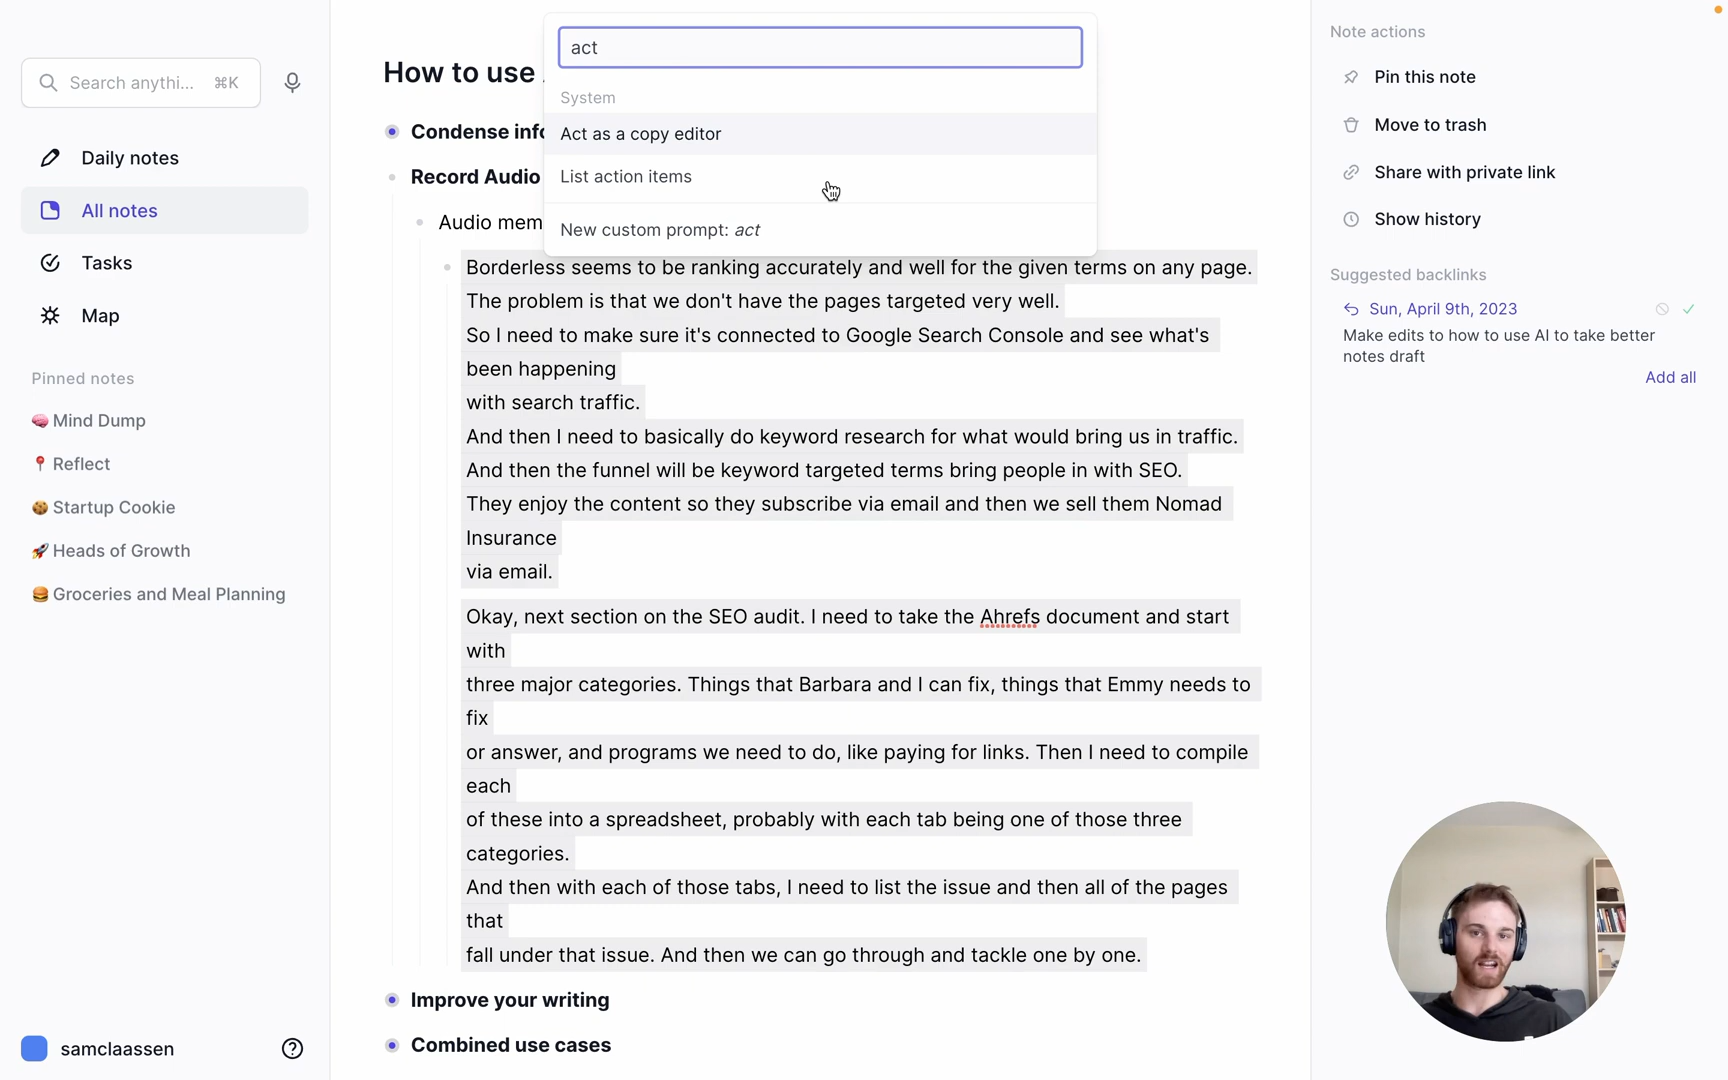 Search anythi... ⌘K
Daily notes
All notes
Tasks
Map
Pinned notes
🧠 Mind Dump
📍 Reflect
🍪 Startup Cookie
🚀 Heads of Growth
🍔 Groceries and Meal Planning
samclaassen
How to use
act
System
Act as a copy editor
List action items
New custom prompt: act
Condense info
Record Audio
Audio mem
Borderless seems to be ranking accurately and well for the given terms on any page.
The problem is that we don't have the pages targeted very well.
So I need to make sure it's connected to Google Search Console and see what's
been happening
with search traffic.
And then I need to basically do keyword research for what would bring us in traffic.
And then the funnel will be keyword targeted terms bring people in with SEO.
They enjoy the content so they subscribe via email and then we sell them Nomad
Insurance
via email.
Okay, next section on the SEO audit. I need to take the Ahrefs document and start
with
three major categories. Things that Barbara and I can fix, things that Emmy needs to
fix
or answer, and programs we need to do, like paying for links. Then I need to compile
each
of these into a spreadsheet, probably with each tab being one of those three
categories.
And then with each of those tabs, I need to list the issue and then all of the pages
that
fall under that issue. And then we can go through and tackle one by one.
Improve your writing
Combined use cases
Note actions
Pin this note
Move to trash
Share with private link
Show history
Suggested backlinks
Sun, April 9th, 2023
Make edits to how to use AI to take better
notes draft
Add all